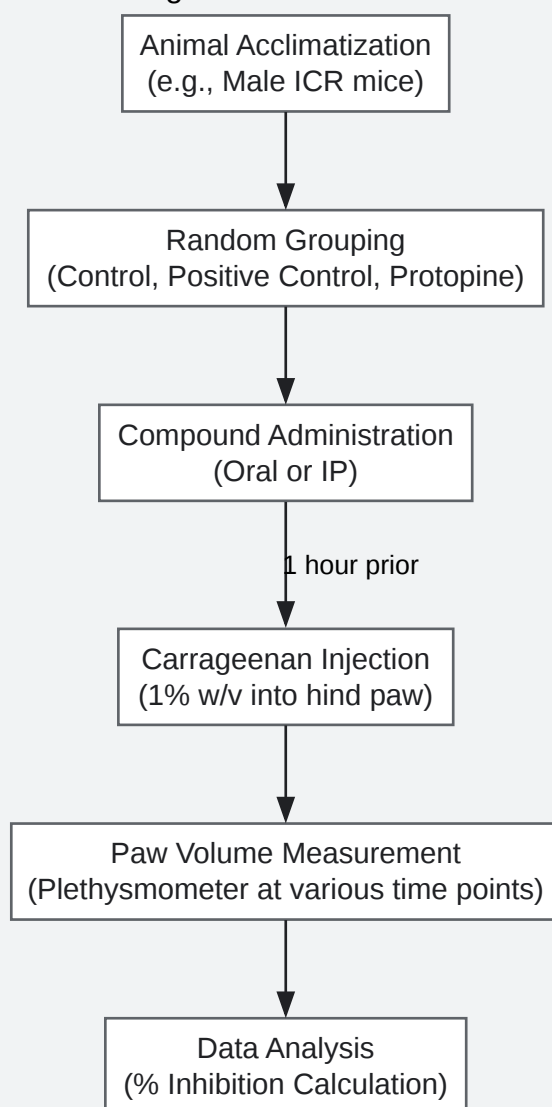 Animal Acclimatization
(e.g., Male ICR mice)
Random Grouping
(Control, Positive Control, Protopine)
Compound Administration
(Oral or IP)
1 hour prior
Carrageenan Injection
(1% w/v into hind paw)
Paw Volume Measurement
(Plethysmometer at various time points)
Data Analysis
(% Inhibition Calculation)